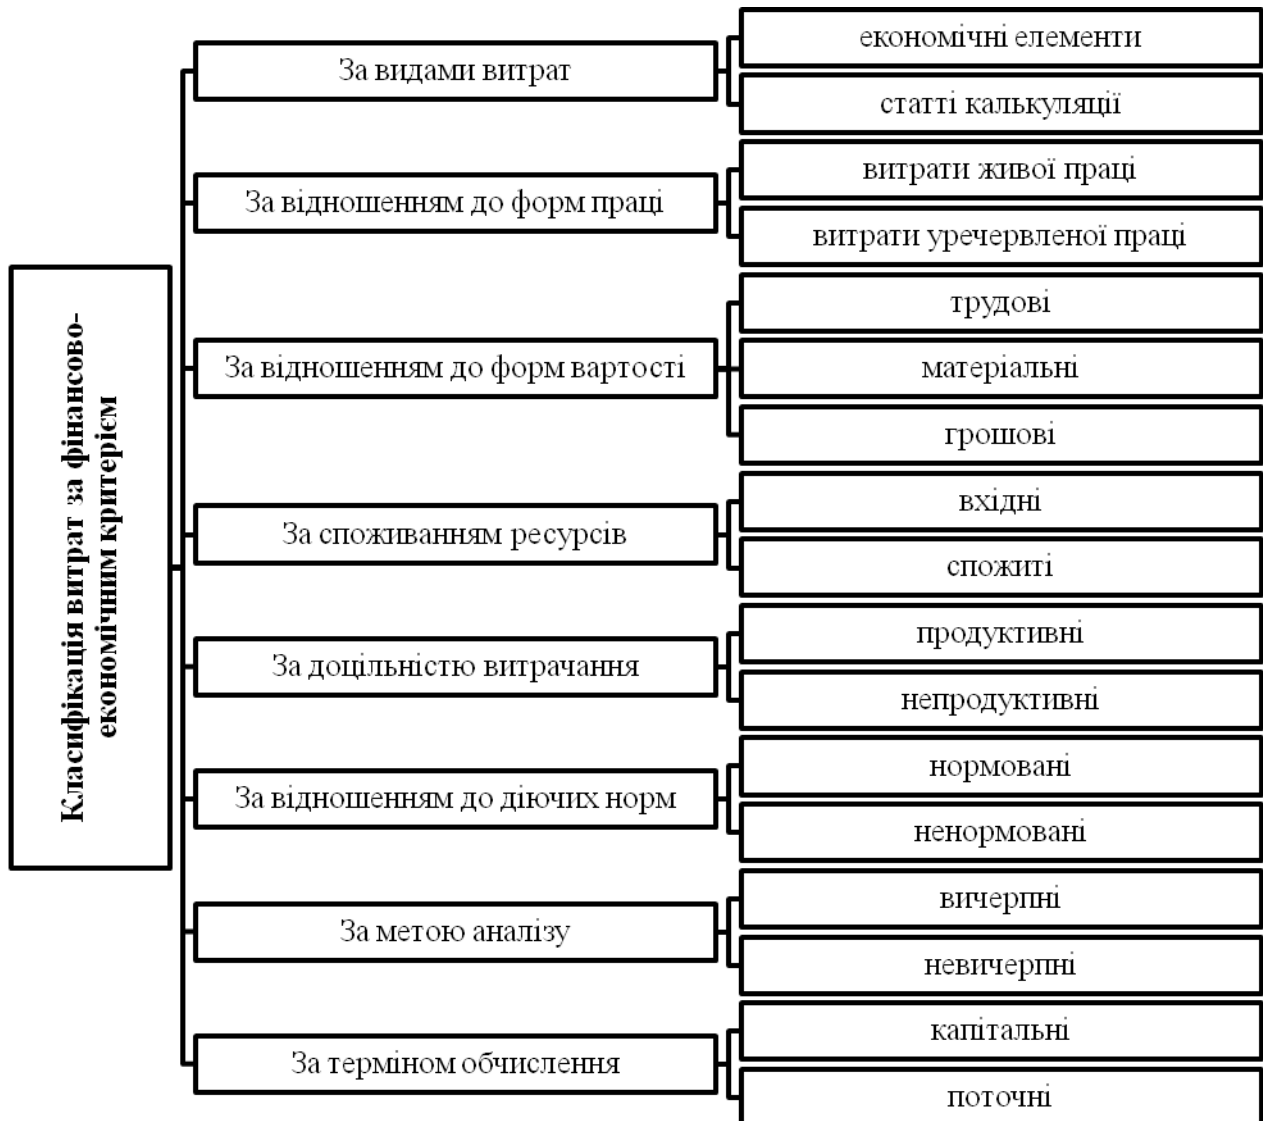 Класифікація витрат за фінансово-
економічним критерієм
За видами витрат
економічні елементи
статті калькуляції
За відношенням до форм праці
витрати живої праці
витрати уречервленої праці
За відношенням до форм вартості
трудові
матеріальні
грошові
За споживанням ресурсів
вхідні
спожиті
За доцільністю витрачання
продуктивні
непродуктивні
За відношенням до діючих норм
нормовані
ненормовані
За метою аналізу
вичерпні
невичерпні
За терміном обчислення
капітальні
поточні